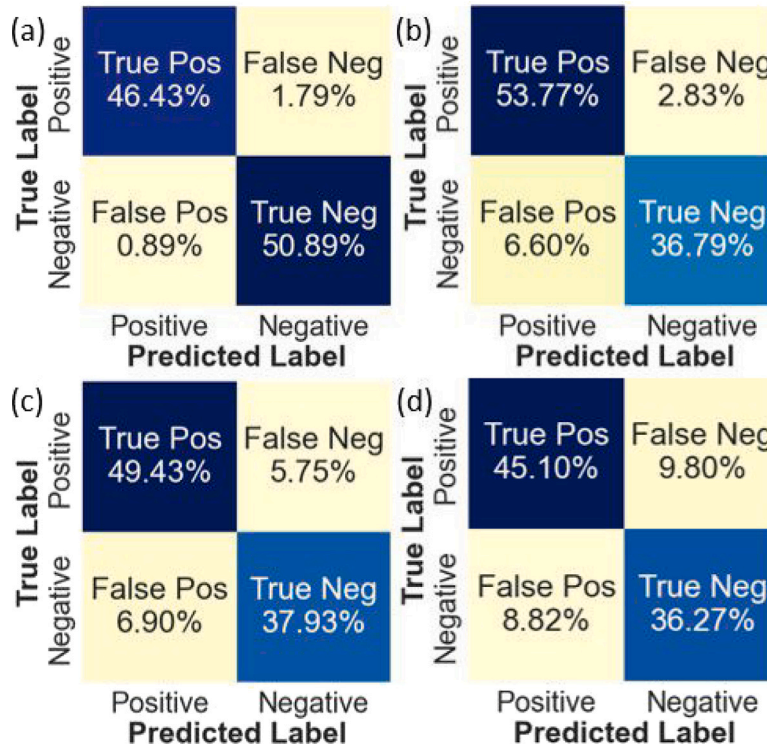 (a)
True Label
Positive
Negative
True Pos
46.43%
False Neg
1.79%
False Pos
0.89%
True Neg
50.89%
Positive
Negative
Predicted Label
(b)
True Label
Positive
Negative
True Pos
53.77%
False Neg
2.83%
False Pos
6.60%
True Neg
36.79%
Positive
Negative
Predicted Label
(c)
True Label
Positive
Negative
True Pos
49.43%
False Neg
5.75%
False Pos
6.90%
True Neg
37.93%
Positive
Negative
Predicted Label
(d)
True Label
Positive
Negative
True Pos
45.10%
False Neg
9.80%
False Pos
8.82%
True Neg
36.27%
Positive
Negative
Predicted Label